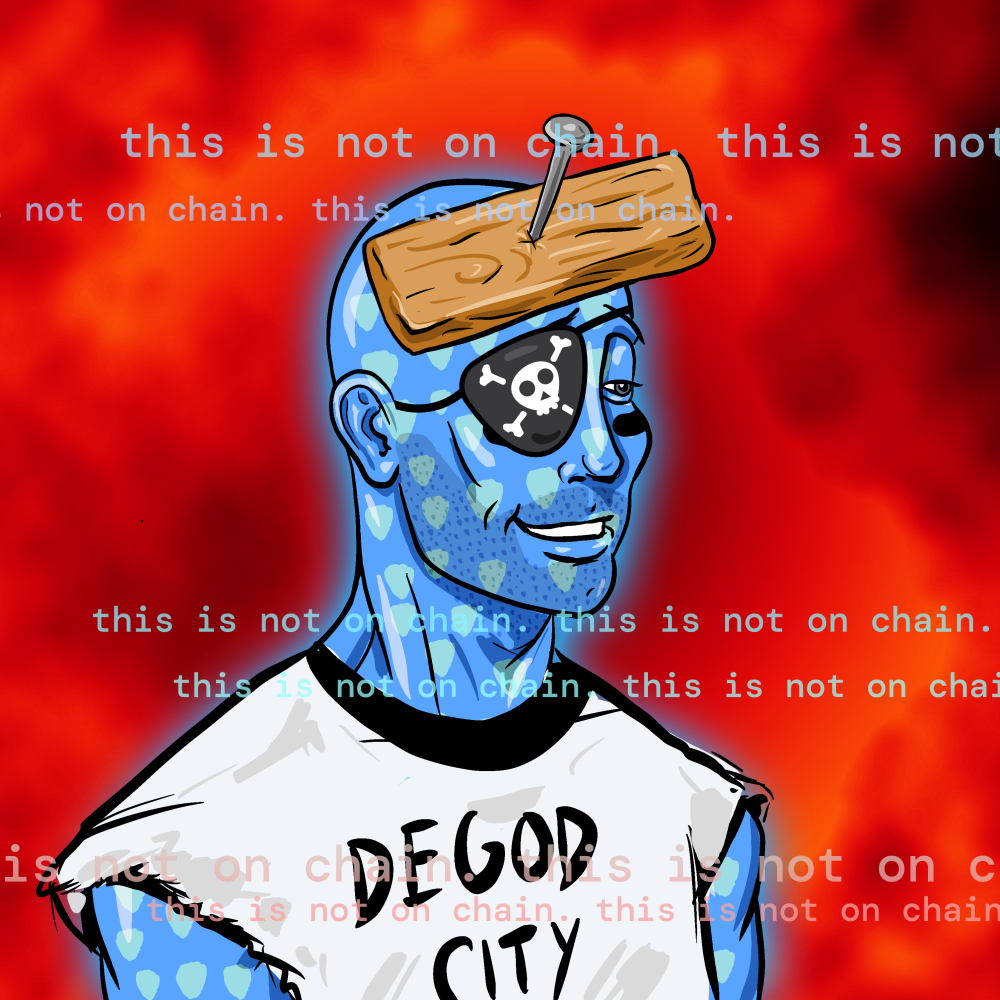 this is not on chain. this is not
not on chain. this is not on chain.
this is not on chain. this is not on chain.
this is not on chain. this is not on chai
DEGOD
is not on chain. this is not on c
this is not on chain. this is not on chain
CITY